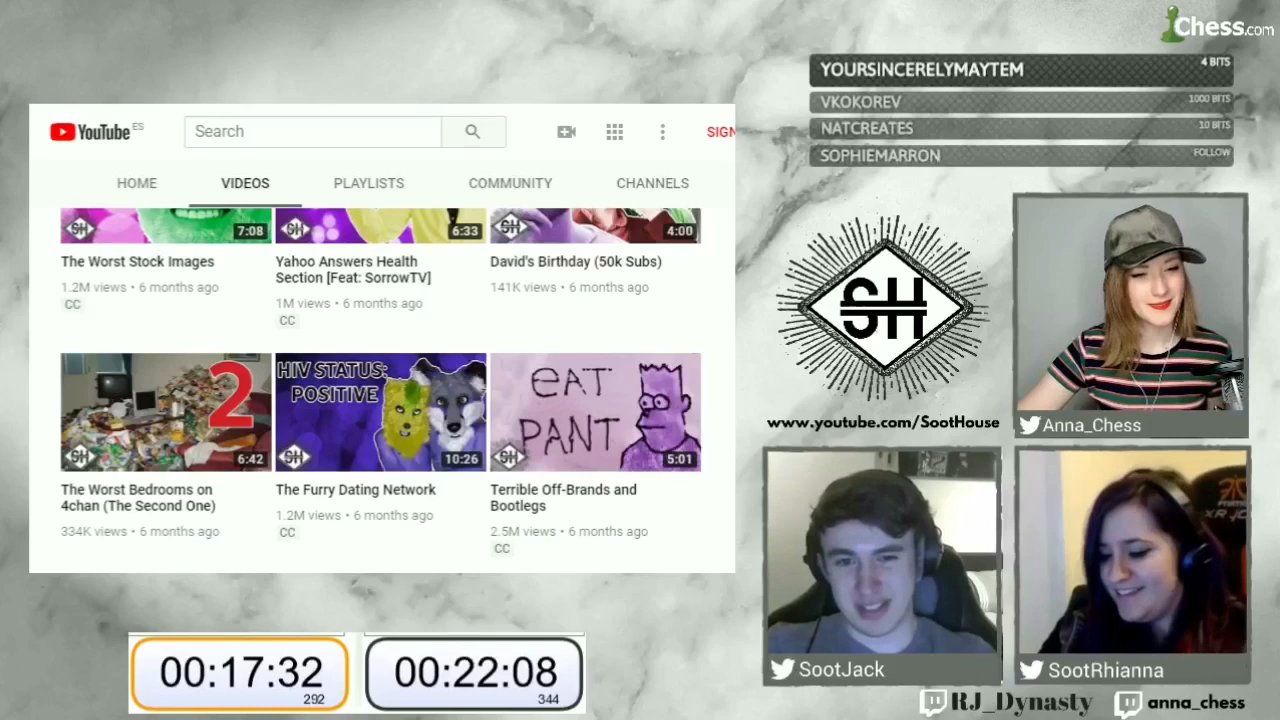 Chess.com
YOURSINCERELYMAYTEM 4 BITS
VKOKOREV 1000 BITS
NATCREATES 10 BITS
SOPHIEMARRON FOLLOW
YouTube ES
Search
SIGN
HOME VIDEOS PLAYLISTS COMMUNITY CHANNELS
SH 7:08 SH 6:33 SH 4:00
The Worst Stock Images
1.2M views • 6 months ago
CC
Yahoo Answers Health
Section [Feat: SorrowTV]
1M views • 6 months ago
CC
David's Birthday (50k Subs)
141K views • 6 months ago
2
SH 6:42
The Worst Bedrooms on
4chan (The Second One)
334K views • 6 months ago
HIV STATUS:
POSITIVE
SH 10:26
The Furry Dating Network
1.2M views • 6 months ago
CC
EAT
PANT
SH 5:01
Terrible Off-Brands and
Bootlegs
2.5M views • 6 months ago
CC
SH
www.youtube.com/SootHouse
Anna_Chess
SootJack
SootRhianna
00:17:32
292
00:22:08
344
RJ_Dynasty anna_chess